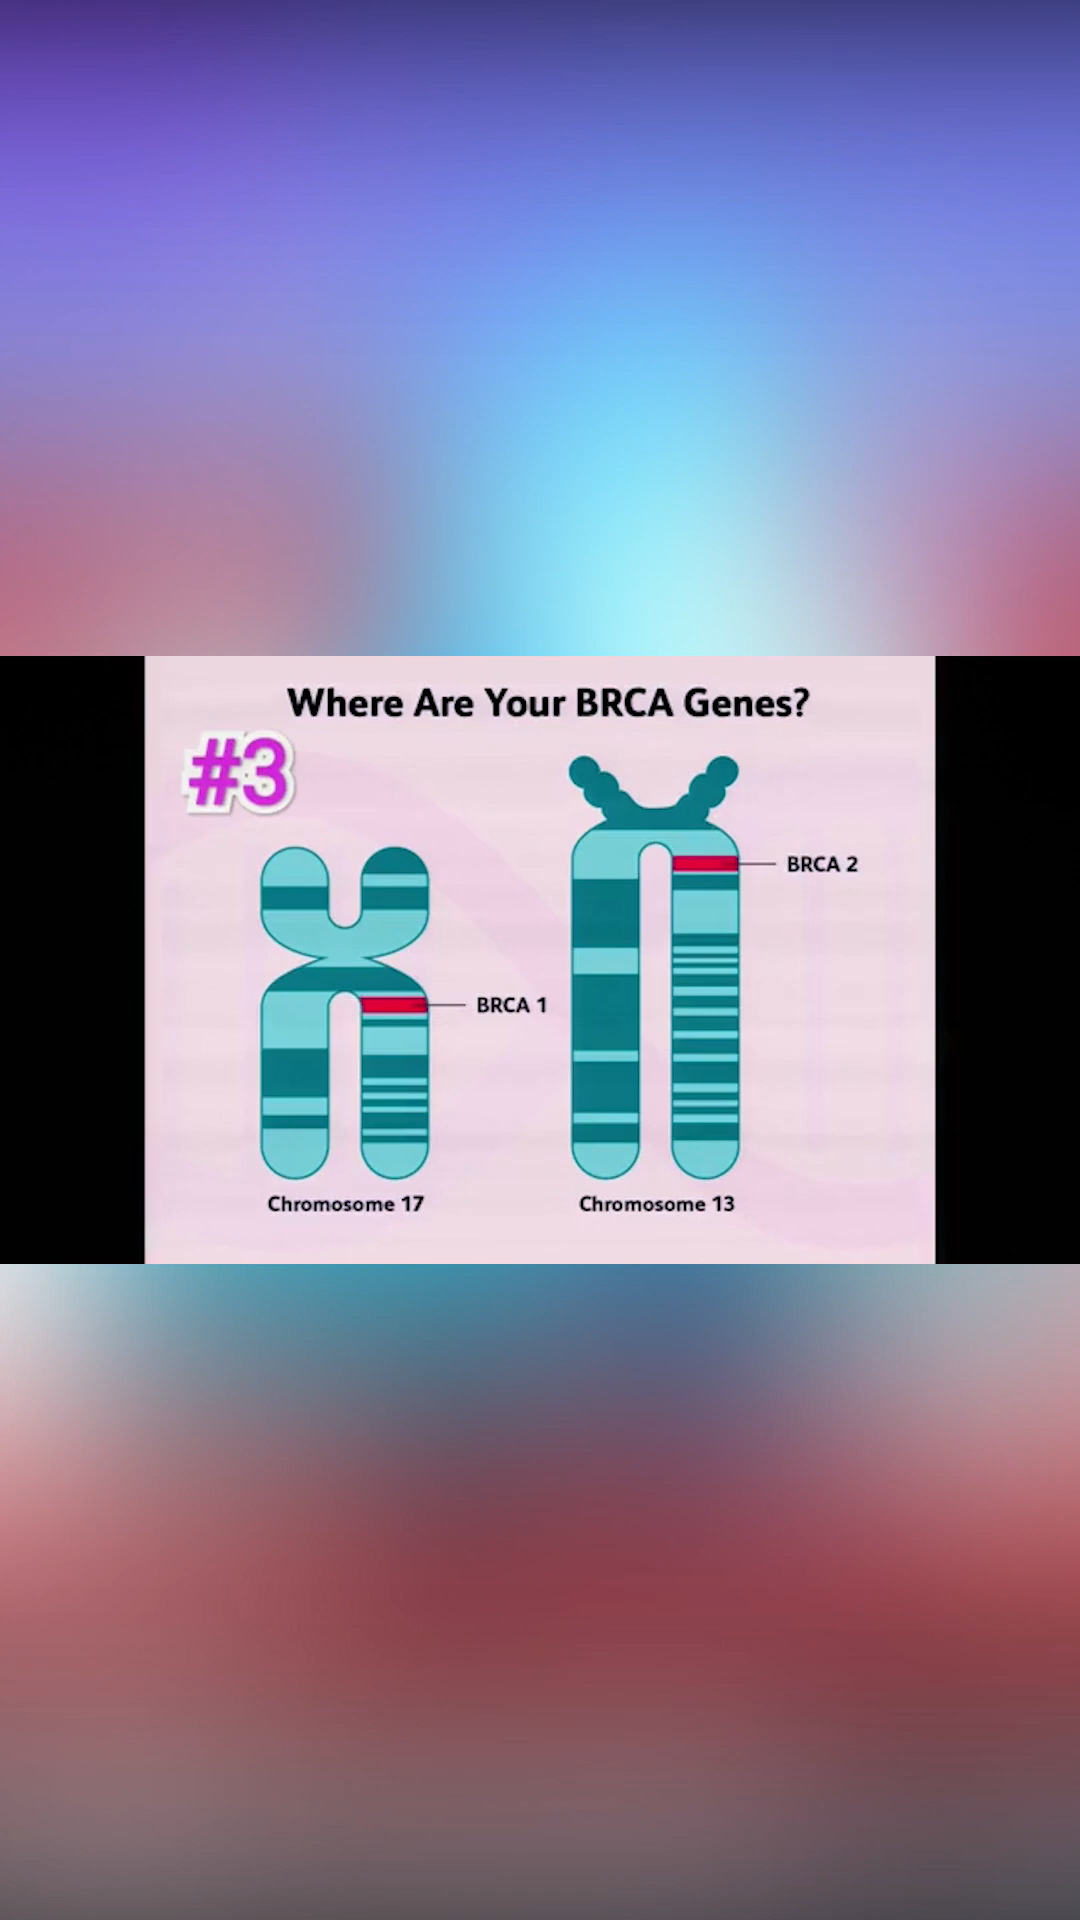 Where Are Your BRCA Genes?
#3
BRCA 2
BRCA 1
Chromosome 17
Chromosome 13